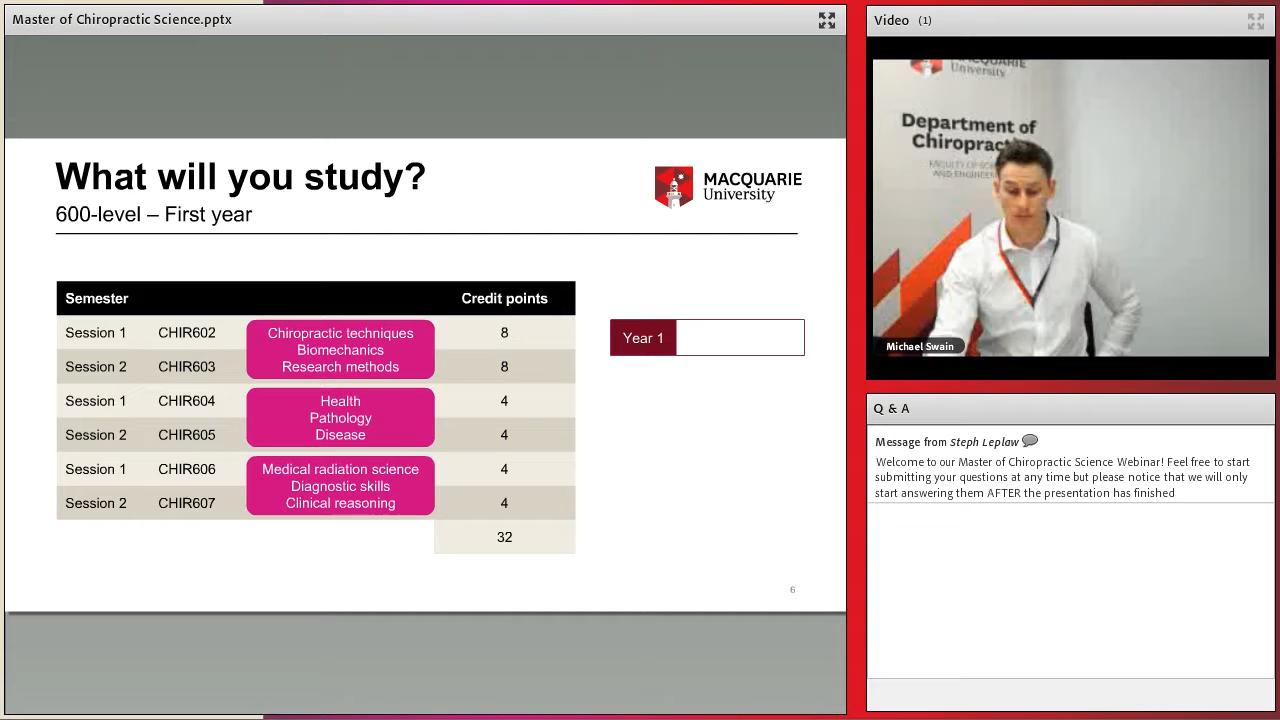 Master of Chiropractic Science.pptx
What will you study?
600-level – First year
MACQUARIE
University
Semester Credit points
Session 1 CHIR602 8
Session 2 CHIR603 8
Chiropractic techniques
Biomechanics
Research methods
Session 1 CHIR604 4
Session 2 CHIR605 4
Health
Pathology
Disease
Session 1 CHIR606 4
Session 2 CHIR607 4
Medical radiation science
Diagnostic skills
Clinical reasoning
32
Year 1
6
Video (1)
MACQUARIE
University
Department of
Michael Swain
Q & A
Message from Steph Leplaw
Welcome to our Master of Chiropractic Science Webinar! Feel free to start
submitting your questions at any time but please notice that we will only
start answering them AFTER the presentation has finished